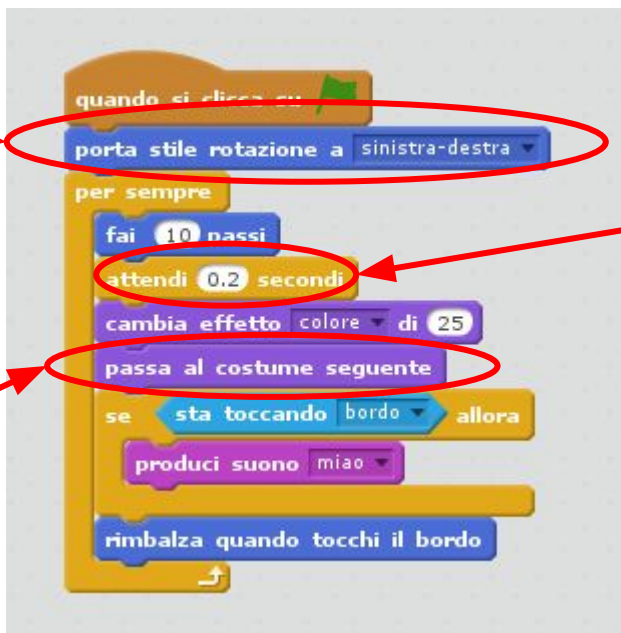 quando si clicca su
porta stile rotazione a sinistra-destra
per sempre
fai 10 passi
attendi 0.2 secondi
cambia effetto colore di 25
passa al costume seguente
se sta toccando bordo allora
produci suono miao
rimbalza quando tocchi il bordo